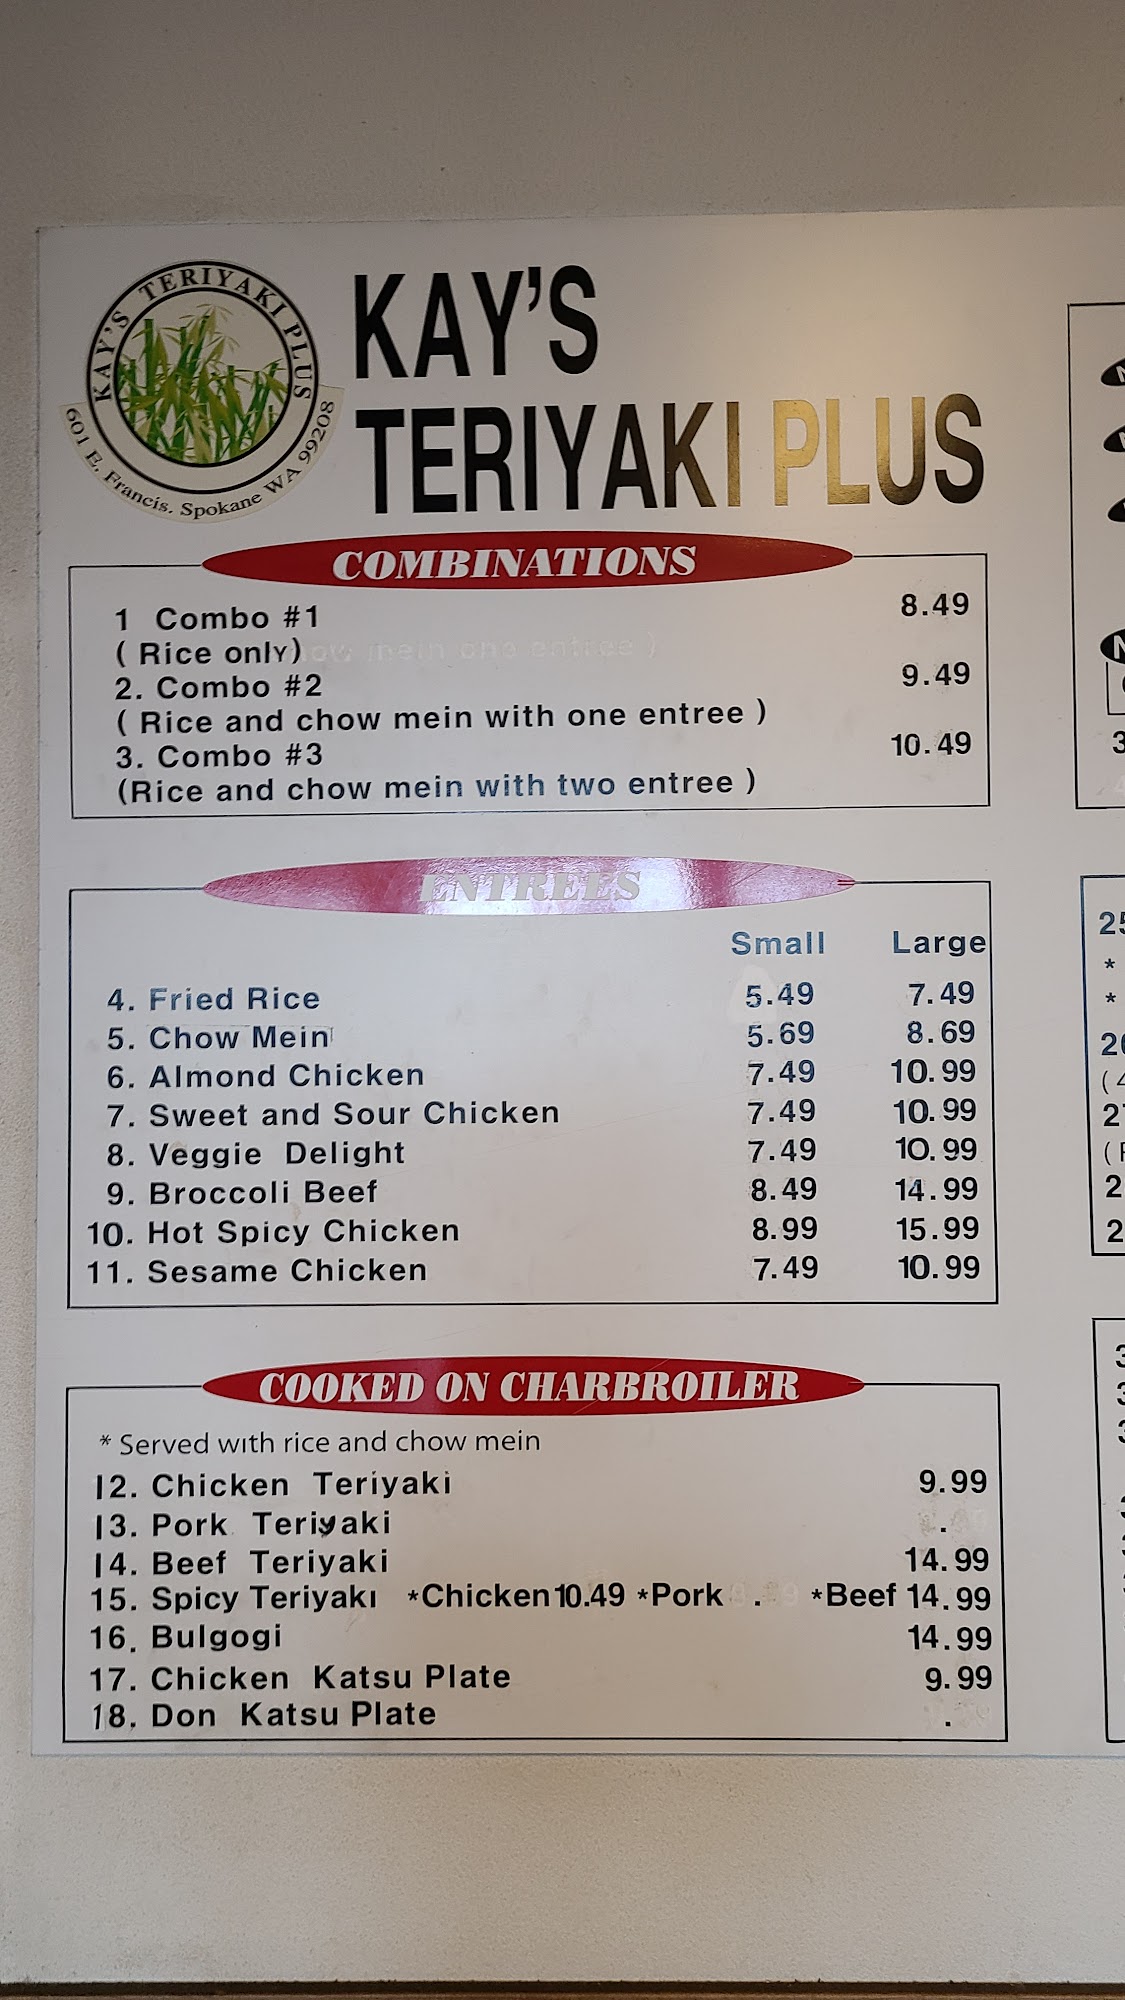 KAY'S TERIYAKI PLUS
601 E. Francis. Spokane WA 99208
KAY'S
TERIYAKI PLUS
COMBINATIONS
1 Combo #1 8.49
( Rice only)
2. Combo #2 9.49
( Rice and chow mein with one entree )
3. Combo #3 10.49
(Rice and chow mein with two entree )
ENTREES
Small Large
4. Fried Rice 5.49 7.49
5. Chow Mein 5.69 8.69
6. Almond Chicken 7.49 10.99
7. Sweet and Sour Chicken 7.49 10.99
8. Veggie Delight 7.49 10.99
9. Broccoli Beef 8.49 14.99
10. Hot Spicy Chicken 8.99 15.99
11. Sesame Chicken 7.49 10.99
COOKED ON CHARBROILER
* Served with rice and chow mein
12. Chicken Teriyaki 9.99
13. Pork Teriyaki .
14. Beef Teriyaki 14.99
15. Spicy Teriyaki *Chicken 10.49 *Pork . *Beef 14.99
16. Bulgogi 14.99
17. Chicken Katsu Plate 9.99
18. Don Katsu Plate .